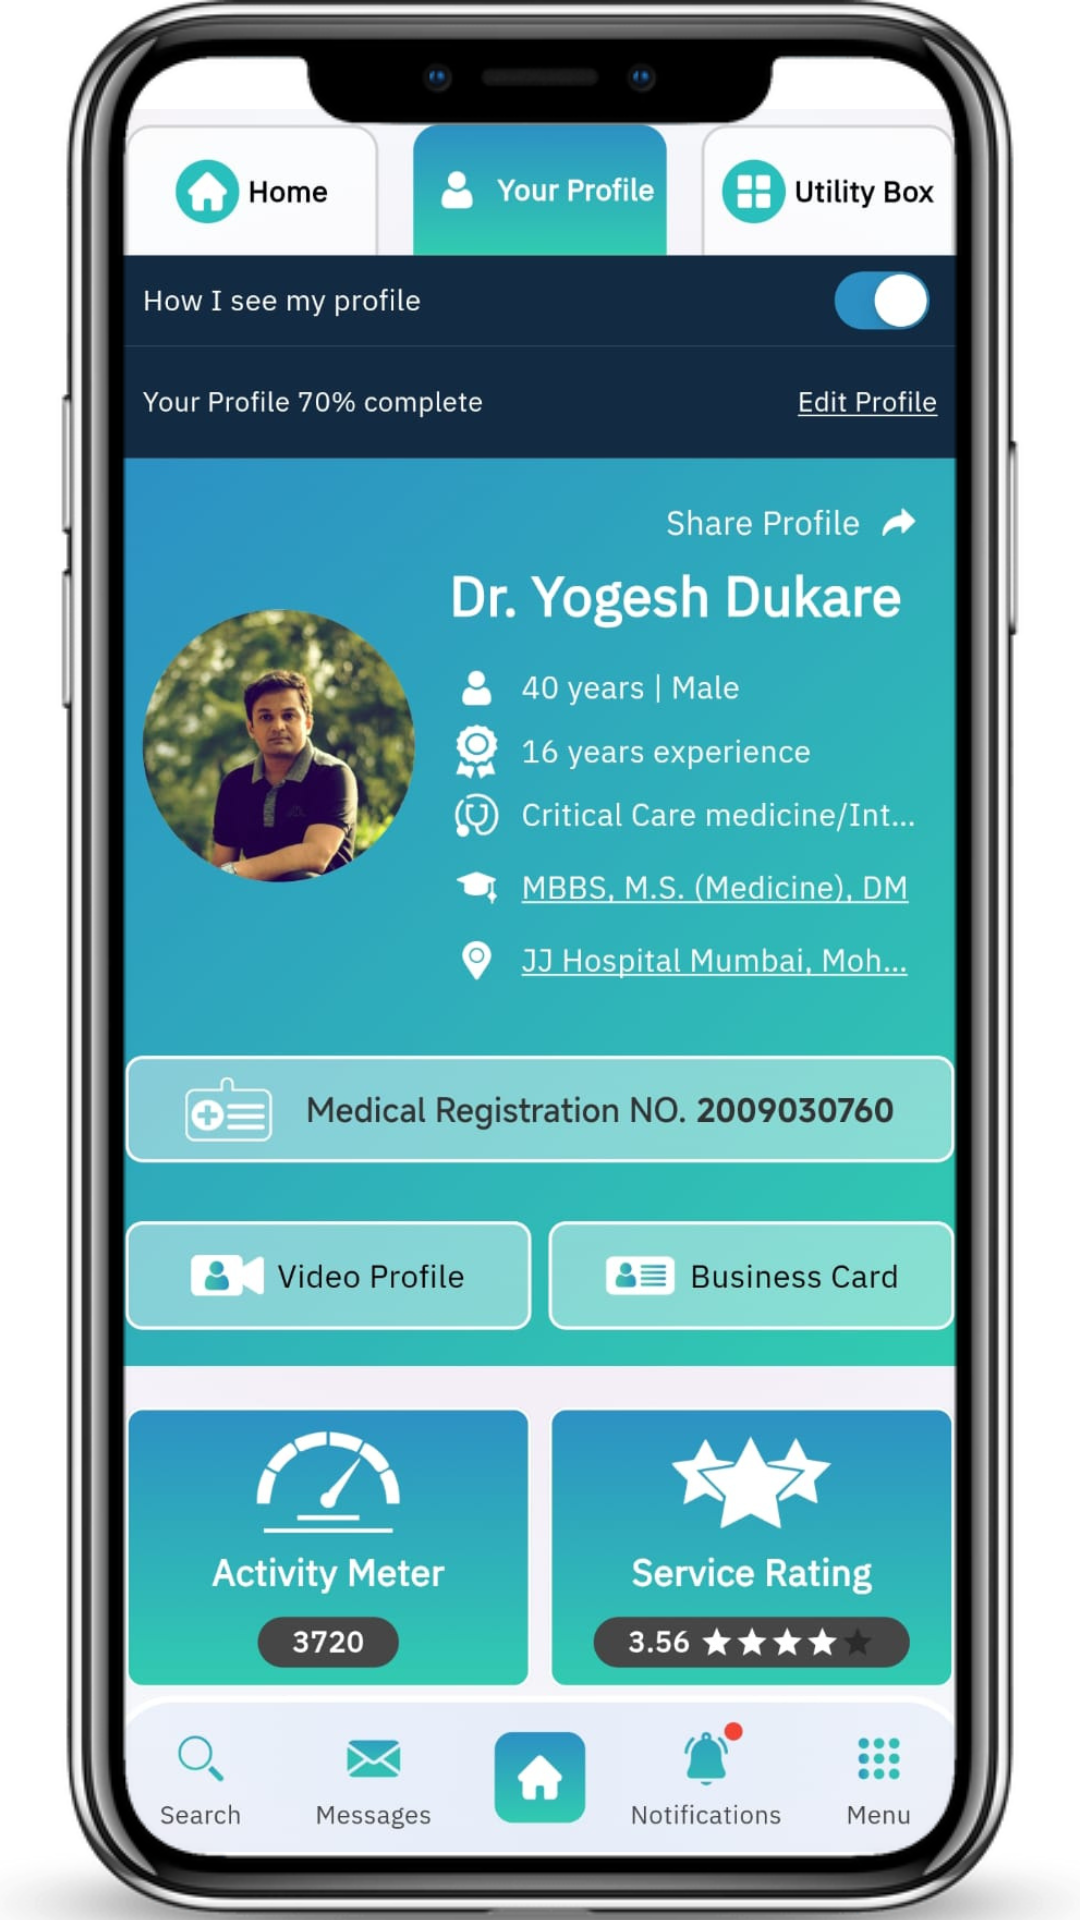 Home
Your Profile
Utility Box
How I see my profile
Your Profile 70% complete
Edit Profile
Share Profile
Dr. Yogesh Dukare
40 years | Male
16 years experience
Critical Care medicine/Int...
MBBS, M.S. (Medicine), DM
JJ Hospital Mumbai, Moh...
Medical Registration NO. 2009030760
Video Profile
Business Card
Activity Meter
Service Rating
3720
3.56
Search
Messages
Notifications
Menu